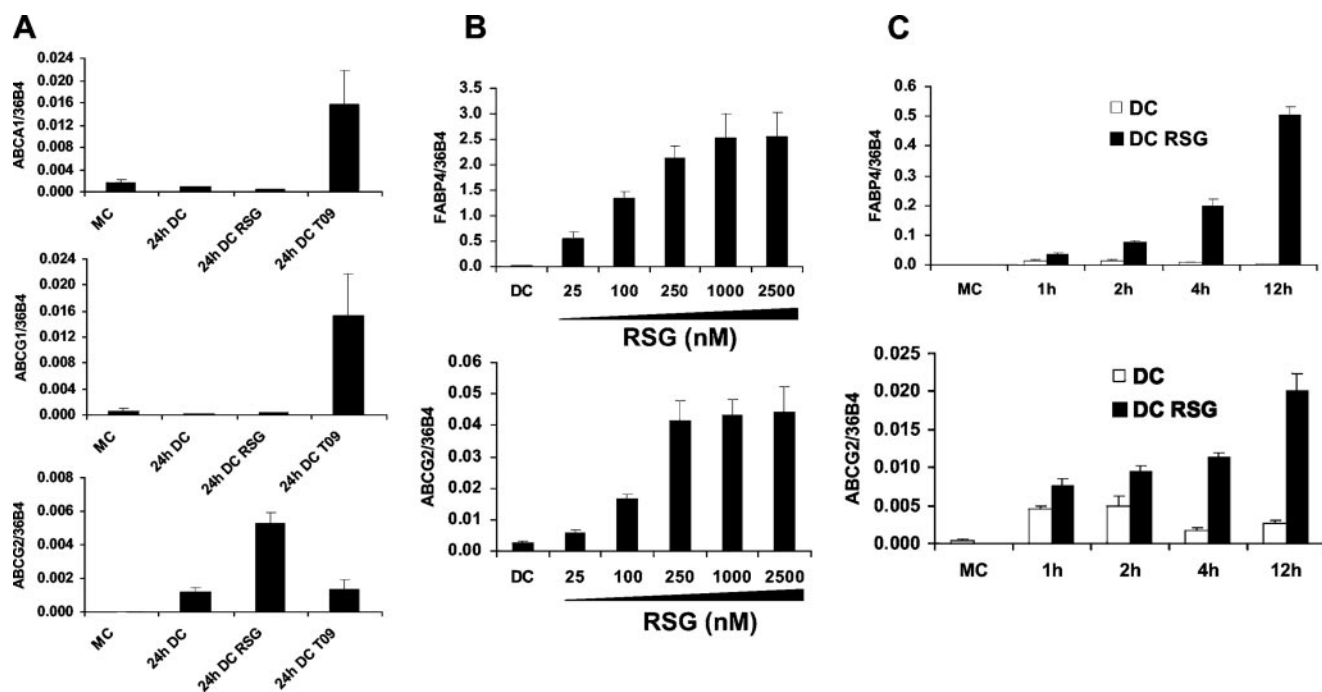 A
0.024
0.020
0.016
0.012
0.008
0.004
0.000
ABCA1/36B4
MC
24h DC
24h DC RSG
24h DC T09
0.024
0.020
0.016
0.012
0.008
0.004
0.000
ABCG1/36B4
MC
24h DC
24h DC RSG
24h DC T09
0.008
0.006
0.004
0.002
0.000
ABCG2/36B4
MC
24h DC
24h DC RSG
24h DC T09
B
3.5
3.0
2.5
2.0
1.5
1.0
0.5
0.0
FABP4/36B4
DC 25 100 250 1000 2500
RSG (nM)
0.06
0.05
0.04
0.03
0.02
0.01
0.00
ABCG2/36B4
DC 25 100 250 1000 2500
RSG (nM)
C
0.6
0.5
0.4
0.3
0.2
0.1
0.0
FABP4/36B4
DC
DC RSG
MC 1h 2h 4h 12h
0.025
0.020
0.015
0.010
0.005
0.000
ABCG2/36B4
DC
DC RSG
MC 1h 2h 4h 12h